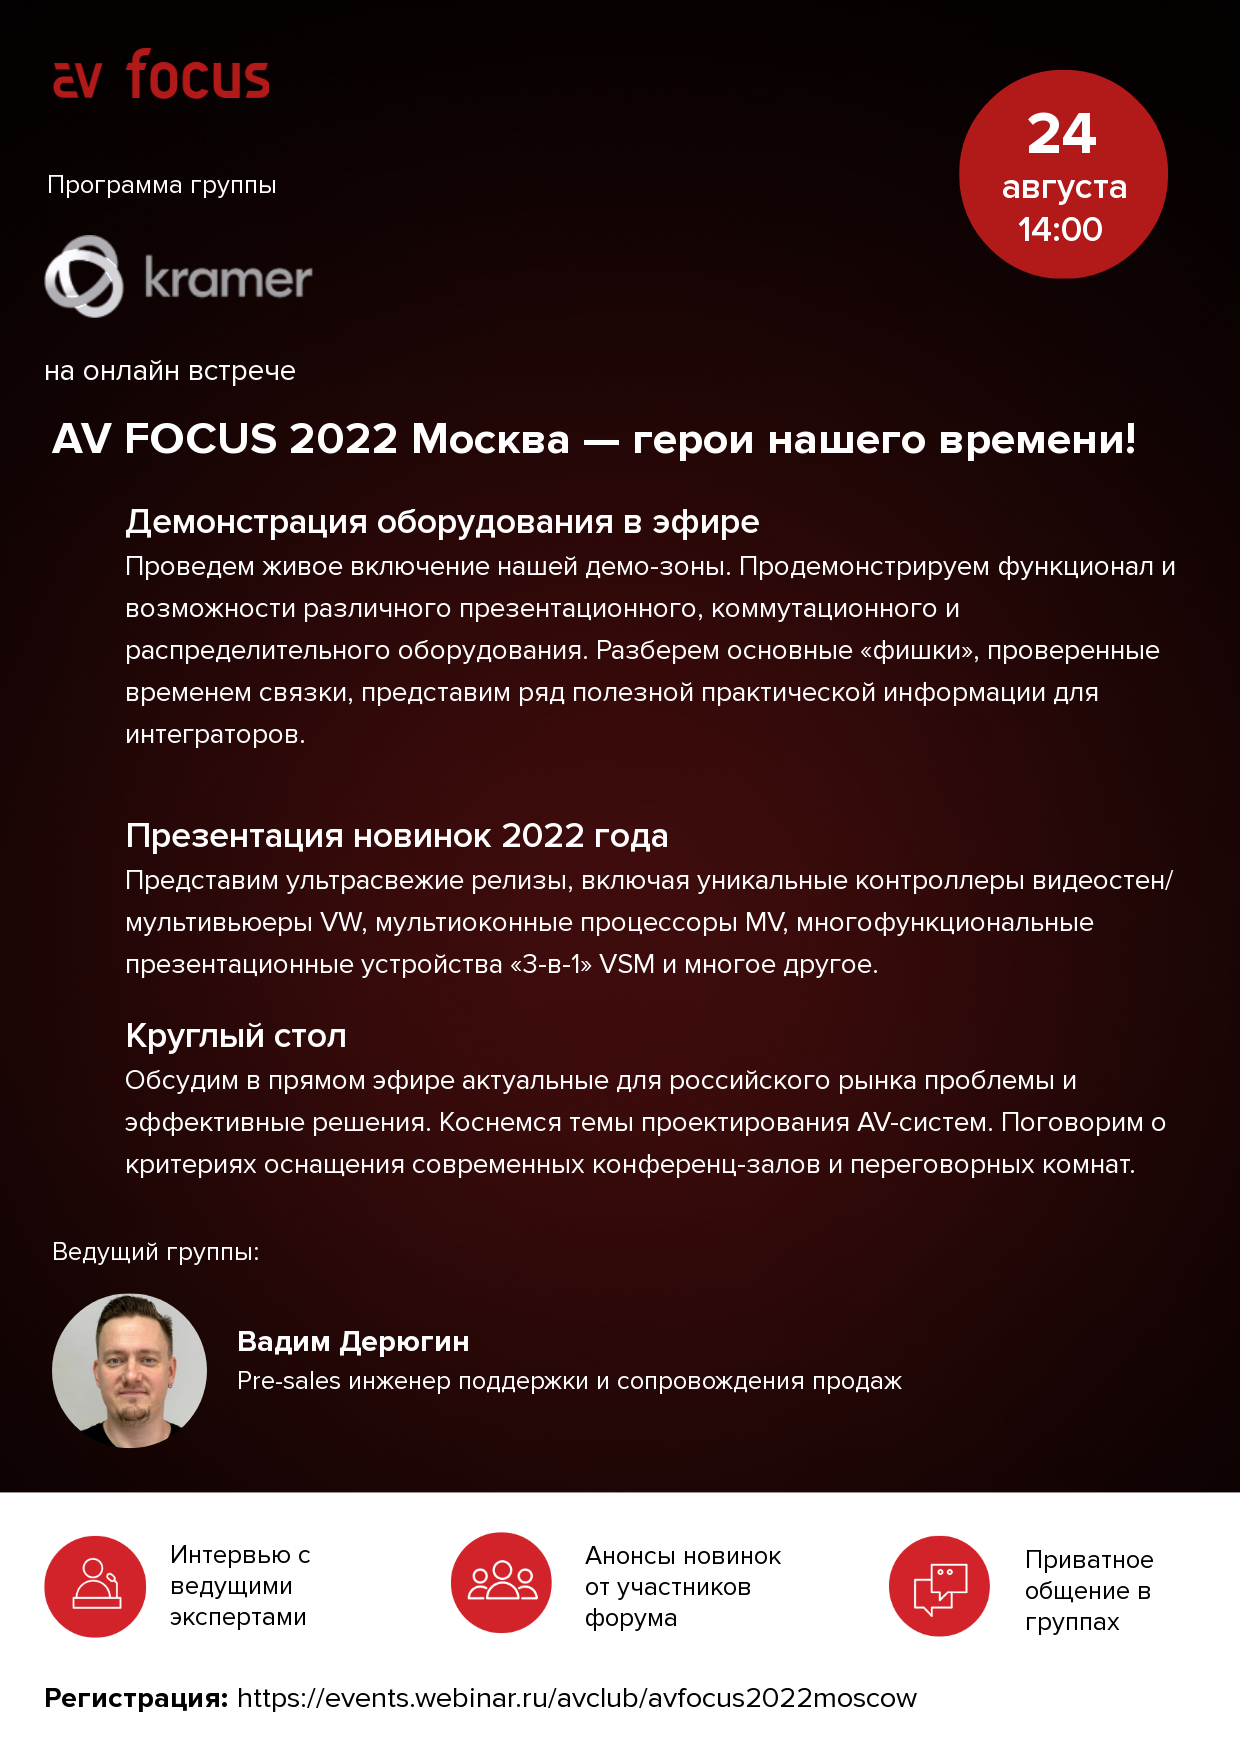 av focus
24
августа
14:00
Программа группы
kramer
на онлайн встрече
AV FOCUS 2022 Москва — герои нашего времени!
Демонстрация оборудования в эфире
Проведем живое включение нашей демо-зоны. Продемонстрируем функционал и
возможности различного презентационного, коммутационного и
распределительного оборудования. Разберем основные «фишки», проверенные
временем связки, представим ряд полезной практической информации для
интеграторов.
Презентация новинок 2022 года
Представим ультрасвежие релизы, включая уникальные контроллеры видеостен/
мультивьюеры VW, мультиоконные процессоры MV, многофункциональные
презентационные устройства «3-в-1» VSM и многое другое.
Круглый стол
Обсудим в прямом эфире актуальные для российского рынка проблемы и
эффективные решения. Коснемся темы проектирования AV-систем. Поговорим о
критериях оснащения современных конференц-залов и переговорных комнат.
Ведущий группы:
Вадим Дерюгин
Pre-sales инженер поддержки и сопровождения продаж
Интервью с
ведущими
экспертами
Анонсы новинок
от участников
форума
Приватное
общение в
группах
Регистрация: https://events.webinar.ru/avclub/avfocus2022moscow